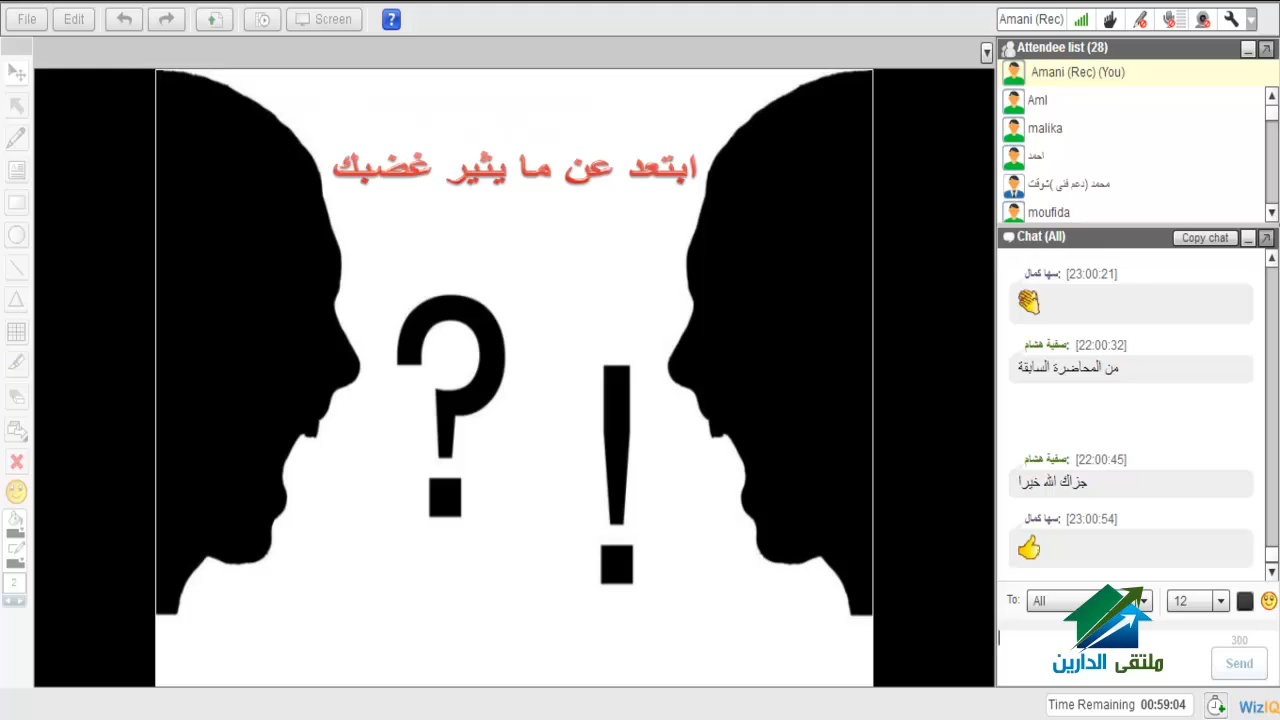 File Edit Screen ?
Amani (Rec)
ابتعد عن ما يثير غضبك
? !
2
Attendee list (28)
Amani (Rec) (You)
Aml
malika
احمد
محمد (دعم فنى )شوقت
moufida
Chat (All)
Copy chat
سها كمال: [23:00:21]
صفية هشام: [22:00:32]
من المحاضرة السابقة
صفية هشام: [22:00:45]
جزاك الله خيرا
سها كمال: [23:00:54]
To: All 12
ملتقى الدارين
300
Send
Time Remaining 00:59:04
WizIQ